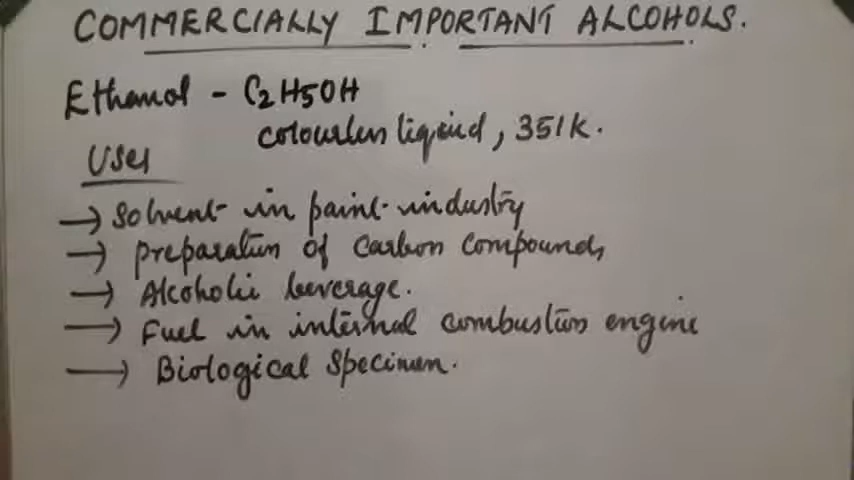 COMMERCIALLY IMPORTANT ALCOHOLS.
Ethanol - C2H5OH
colourless liquid, 351K.
Uses
→ Solvent in paint industry
→ preparation of carbon compounds
→ Alcoholic beverage.
→ Fuel in internal combustion engine
→ Biological Specimen.